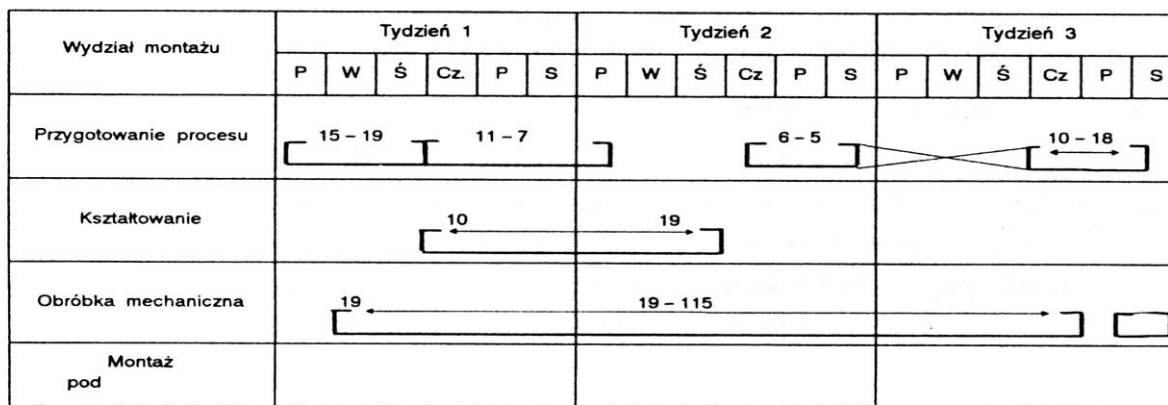 Wydział montażu
Tydzień 1
Tydzień 2
Tydzień 3
P W Ś Cz. P S P W Ś Cz P S P W Ś Cz P S
Przygotowanie procesu
15 – 19
11 – 7
6 – 5
10 – 18
Kształtowanie
10
19
Obróbka mechaniczna
19
19 – 115
Montaż
pod